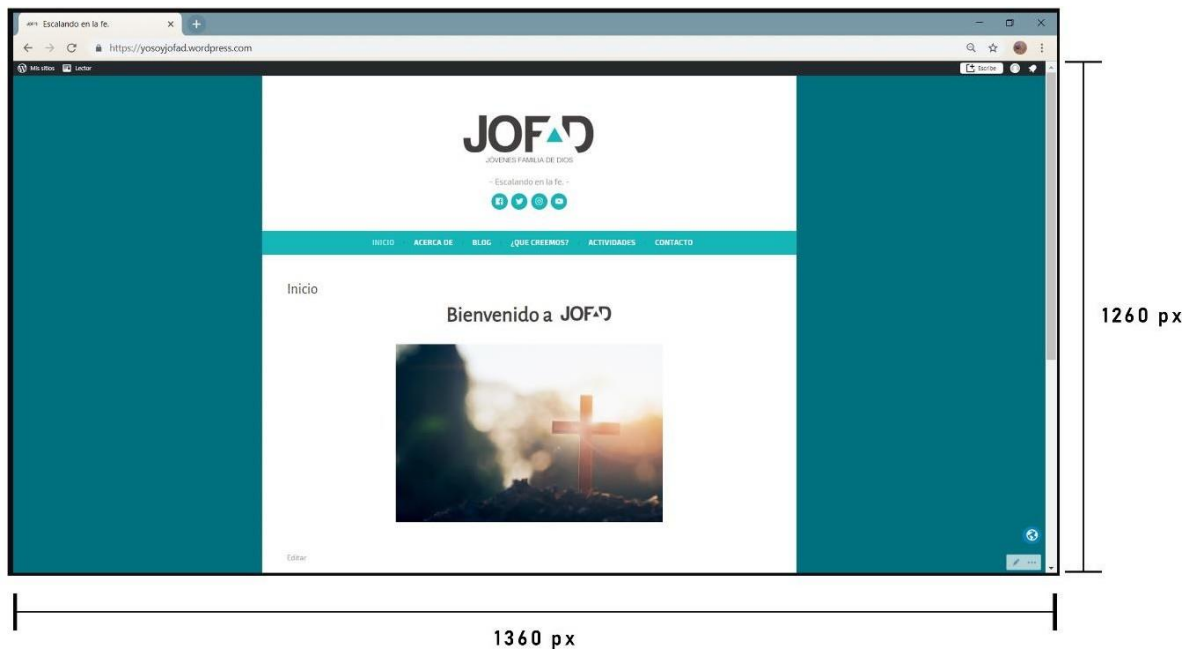 Escalando en la fe.
https://yosoyjofad.wordpress.com
Mis sitios Lector Escribe
JOFAD
JÓVENES FAMILIA DE DIOS
– Escalando en la fe. –
INICIO ACERCA DE BLOG ¿QUE CREEMOS? ACTIVIDADES CONTACTO
Inicio
Bienvenido a JOFAD
Editar
1260 px
1360 px